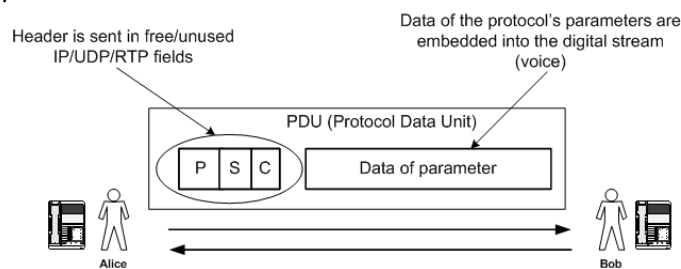 Header is sent in free/unused
IP/UDP/RTP fields
Data of the protocol's parameters are
embedded into the digital stream
(voice)
PDU (Protocol Data Unit)
P S C
Data of parameter
Alice
Bob